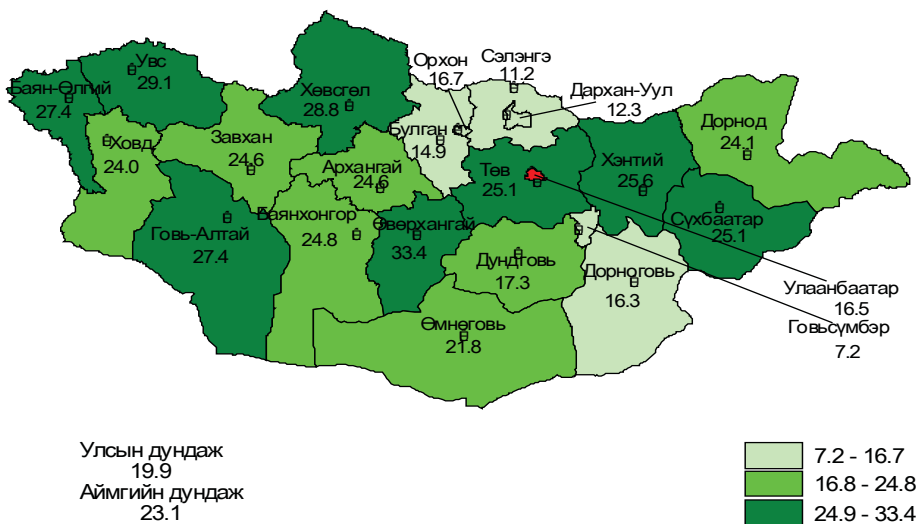 Увс
29.1
Баян-Өлгий
27.4
Ховд
24.0
Завхан
24.6
Хөвсгөл
28.8
Орхон
16.7
Сэлэнгэ
11.2
Дархан-Уул
12.3
Булган
14.9
Архангай
24.6
Төв
25.1
Хэнтий
25.6
Дорнод
24.1
Сүхбаатар
25.1
Говь-Алтай
27.4
Баянхонгор
24.8
Өвөрхангай
33.4
Дундговь
17.3
Дорноговь
16.3
Өмнөговь
21.8
Улаанбаатар
16.5
Говьсүмбэр
7.2
Улсын дундаж
19.9
Аймгийн дундаж
23.1
7.2 - 16.7
16.8 - 24.8
24.9 - 33.4